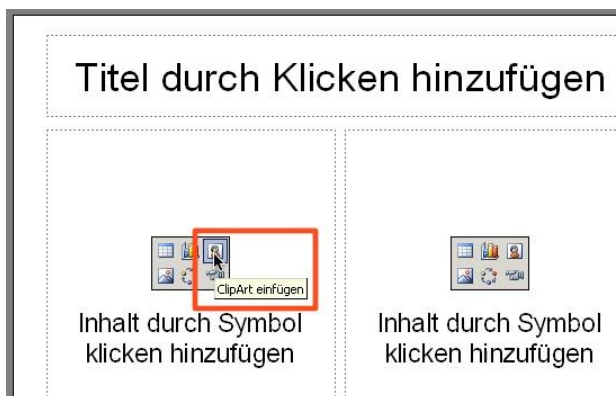 Titel durch Klicken hinzufügen
ClipArt einfügen
Inhalt durch Symbol
klicken hinzufügen
Inhalt durch Symbol
klicken hinzufügen